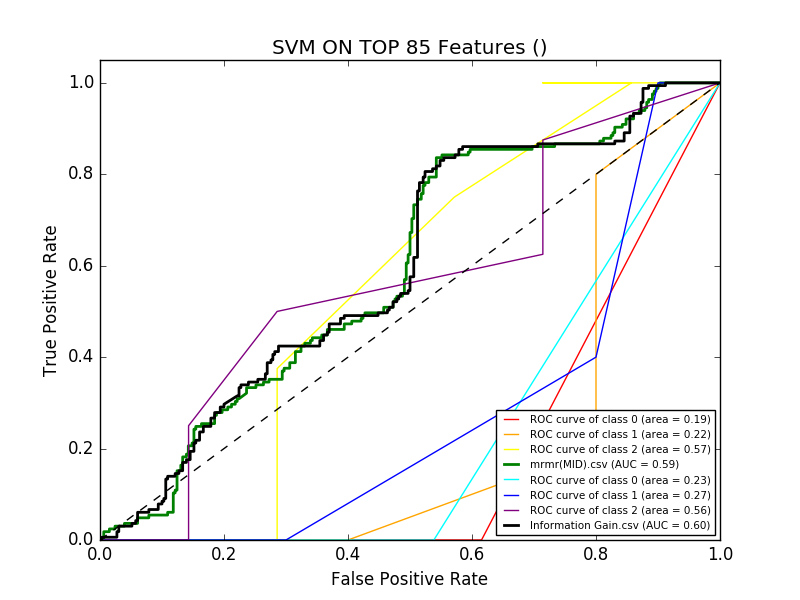 SVM ON TOP 85 Features ()
True Positive Rate
1.0
0.8
0.6
0.4
0.2
0.0
ROC curve of class 0 (area = 0.19)
ROC curve of class 1 (area = 0.22)
ROC curve of class 2 (area = 0.57)
mrmr(MID).csv (AUC = 0.59)
ROC curve of class 0 (area = 0.23)
ROC curve of class 1 (area = 0.27)
ROC curve of class 2 (area = 0.56)
Information Gain.csv (AUC = 0.60)
0.0 0.2 0.4 0.6 0.8 1.0
False Positive Rate